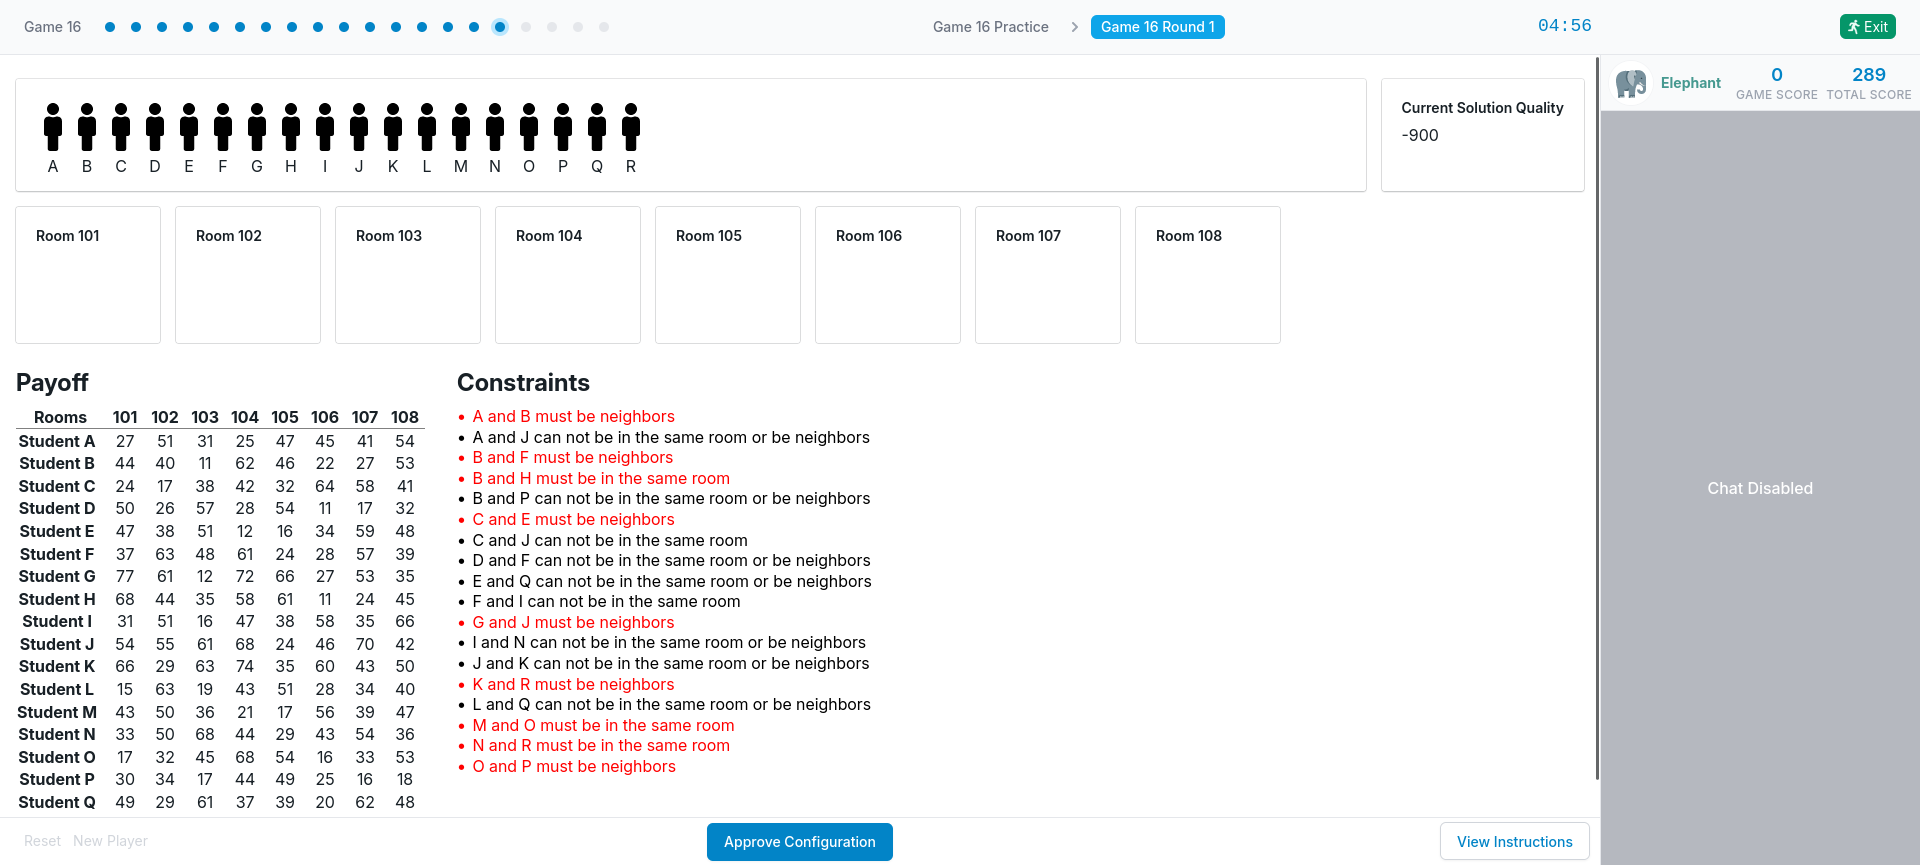 Game 16
Game 16 Practice
Game 16 Round 1
04:56
Exit
Elephant
0
GAME SCORE
289
TOTAL SCORE
A B C D E F G H I J K L M N O P Q R
Current Solution Quality
-900
Room 101
Room 102
Room 103
Room 104
Room 105
Room 106
Room 107
Room 108
Payoff
Rooms 101 102 103 104 105 106 107 108
Student A 27 51 31 25 47 45 41 54
Student B 44 40 11 62 46 22 27 53
Student C 24 17 38 42 32 64 58 41
Student D 50 26 57 28 54 11 17 32
Student E 47 38 51 12 16 34 59 48
Student F 37 63 48 61 24 28 57 39
Student G 77 61 12 72 66 27 53 35
Student H 68 44 35 58 61 11 24 45
Student I 31 51 16 47 38 58 35 66
Student J 54 55 61 68 24 46 70 42
Student K 66 29 63 74 35 60 43 50
Student L 15 63 19 43 51 28 34 40
Student M 43 50 36 21 17 56 39 47
Student N 33 50 68 44 29 43 54 36
Student O 17 32 45 68 54 16 33 53
Student P 30 34 17 44 49 25 16 18
Student Q 49 29 61 37 39 20 62 48
Constraints
• A and B must be neighbors
• A and J can not be in the same room or be neighbors
• B and F must be neighbors
• B and H must be in the same room
• B and P can not be in the same room or be neighbors
• C and E must be neighbors
• C and J can not be in the same room
• D and F can not be in the same room or be neighbors
• E and Q can not be in the same room or be neighbors
• F and I can not be in the same room
• G and J must be neighbors
• I and N can not be in the same room or be neighbors
• J and K can not be in the same room or be neighbors
• K and R must be neighbors
• L and Q can not be in the same room or be neighbors
• M and O must be in the same room
• N and R must be in the same room
• O and P must be neighbors
Chat Disabled
Reset
New Player
Approve Configuration
View Instructions